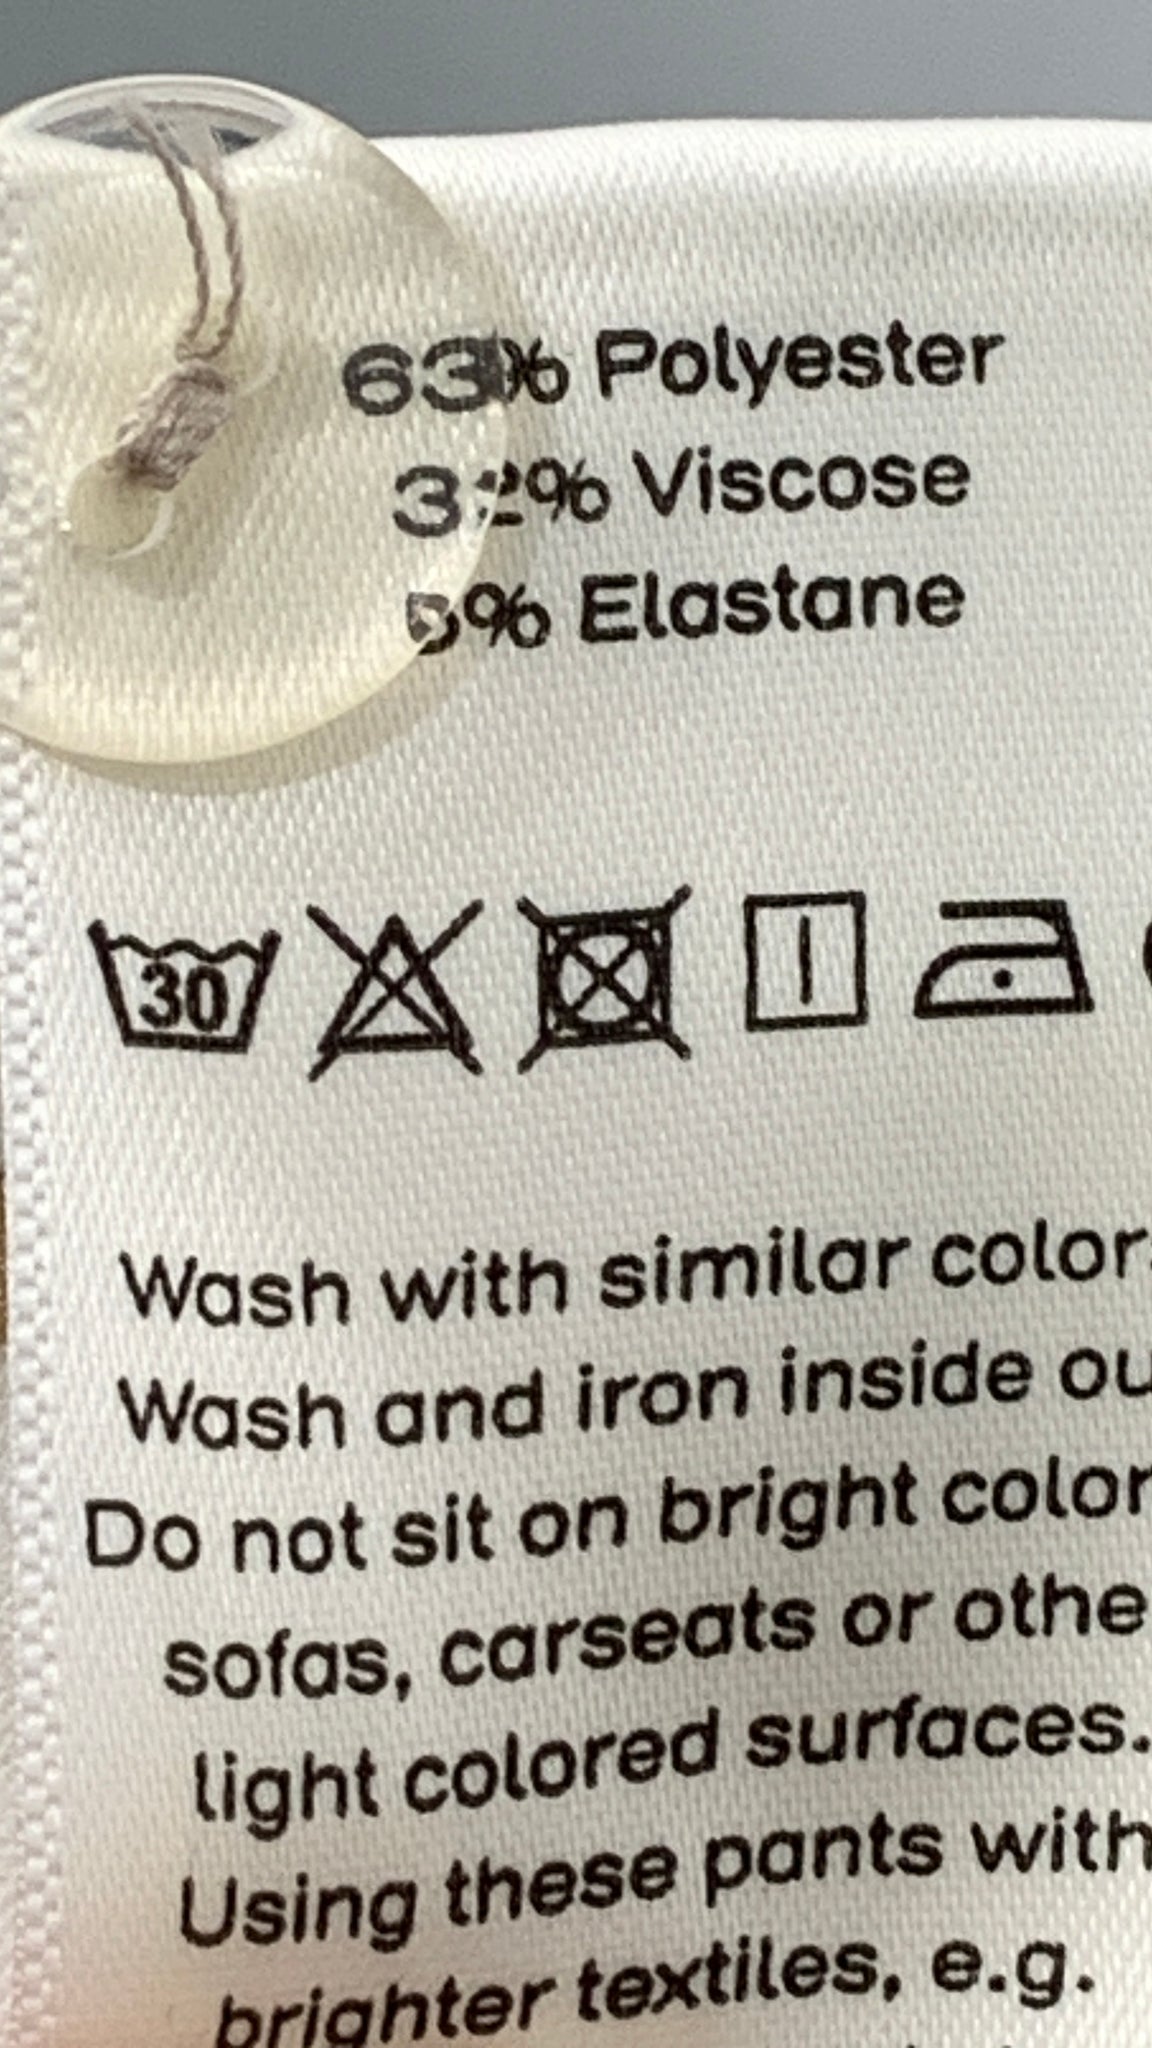 63% Polyester
32% Viscose
5% Elastane
30
Wash with similar color
Wash and iron inside ou
Do not sit on bright color
sofas, carseats or othe
light colored surfaces.
Using these pants with
brighter textiles, e.g.